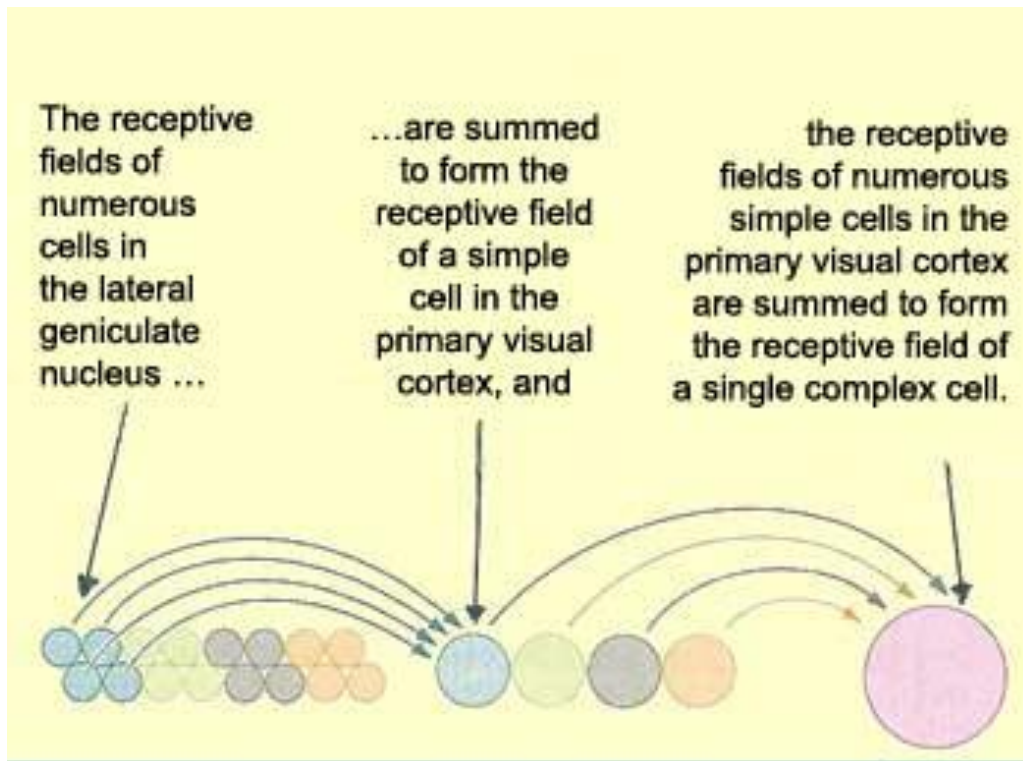 The receptive
fields of
numerous
cells in
the lateral
geniculate
nucleus ...
...are summed
to form the
receptive field
of a simple
cell in the
primary visual
cortex, and
the receptive
fields of numerous
simple cells in the
primary visual cortex
are summed to form
the receptive field of
a single complex cell.